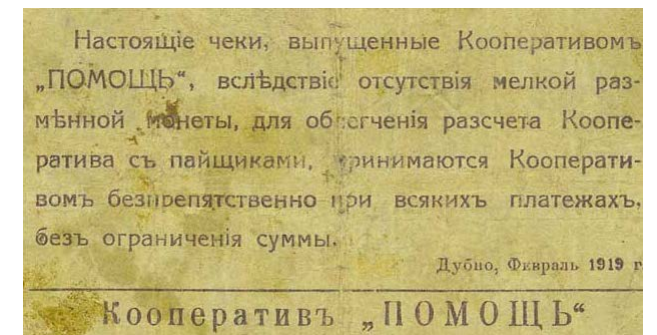 Настоящіе чеки, выпущенные Кооперативомъ
„ПОМОЩЬ“, вслѣдствіе отсутствія мелкой раз-
мѣнной монеты, для облегченія разсчета Коопе-
ратива съ пайщиками, принимаются Кооперати-
вомъ безпрепятственно при всякихъ платежахъ,
безъ ограниченія суммы.
Дубно, Февраль 1919 г
Кооперативъ „ПОМОЩЬ“